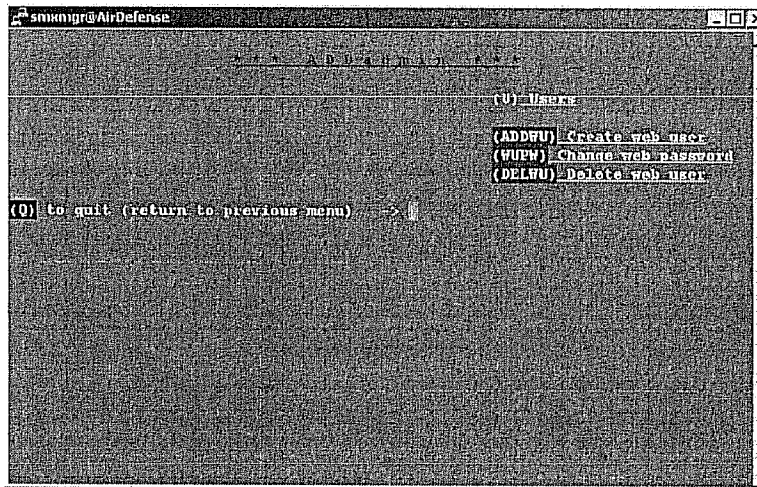 smxmgr@AirDefense
* * *  A D D a d m i n  * * *
(U) Users
(ADDWU) Create web user
(WUPW) Change web password
(DELWU) Delete web user
(Q) to quit (return to previous menu) -->